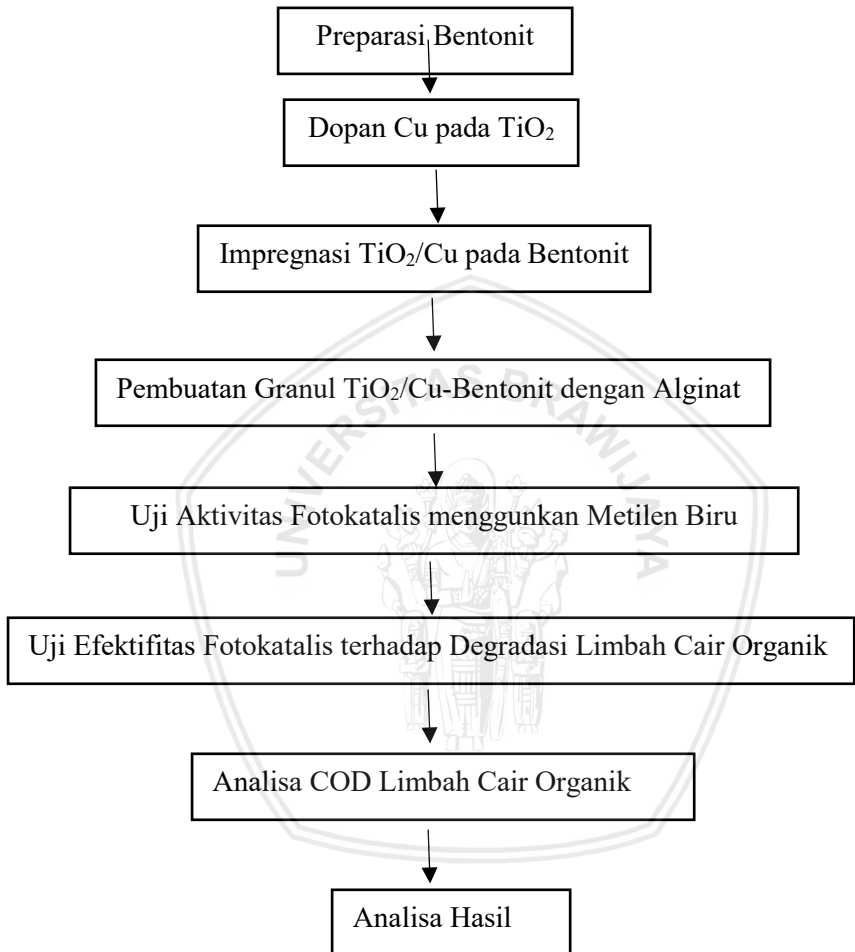 Preparasi Bentonit
Dopan Cu pada TiO₂
Impregnasi TiO₂/Cu pada Bentonit
Pembuatan Granul TiO₂/Cu-Bentonit dengan Alginat
Uji Aktivitas Fotokatalis menggunkan Metilen Biru
Uji Efektifitas Fotokatalis terhadap Degradasi Limbah Cair Organik
Analisa COD Limbah Cair Organik
Analisa Hasil
UNIVERSITAS BRAWIJAYA